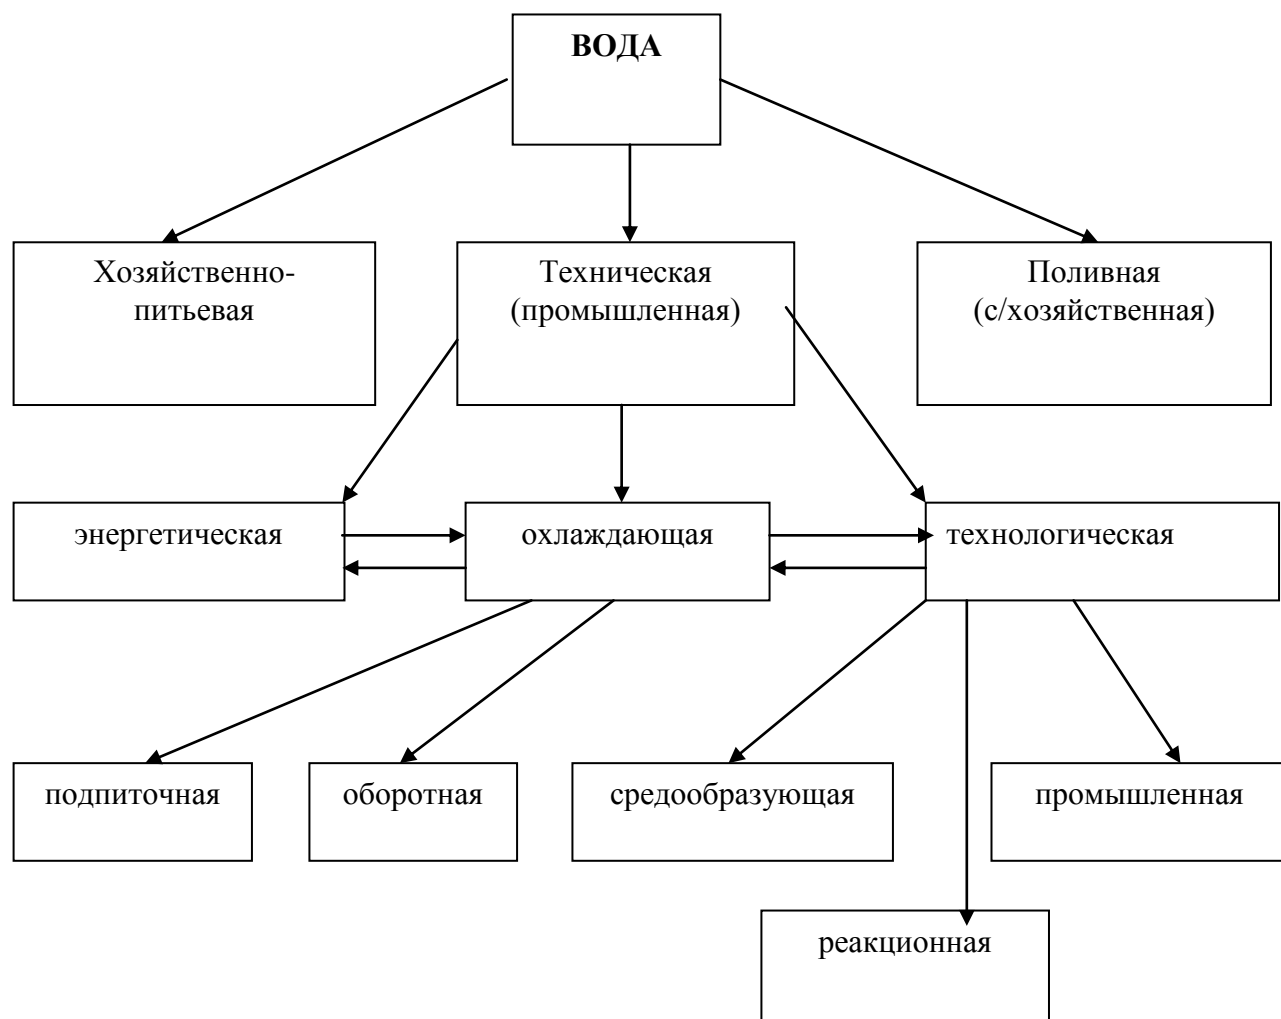 ВОДА
Хозяйственно-
питьевая
Техническая
(промышленная)
Поливная
(с/хозяйственная)
энергетическая
охлаждающая
технологическая
подпиточная
оборотная
средообразующая
промышленная
реакционная